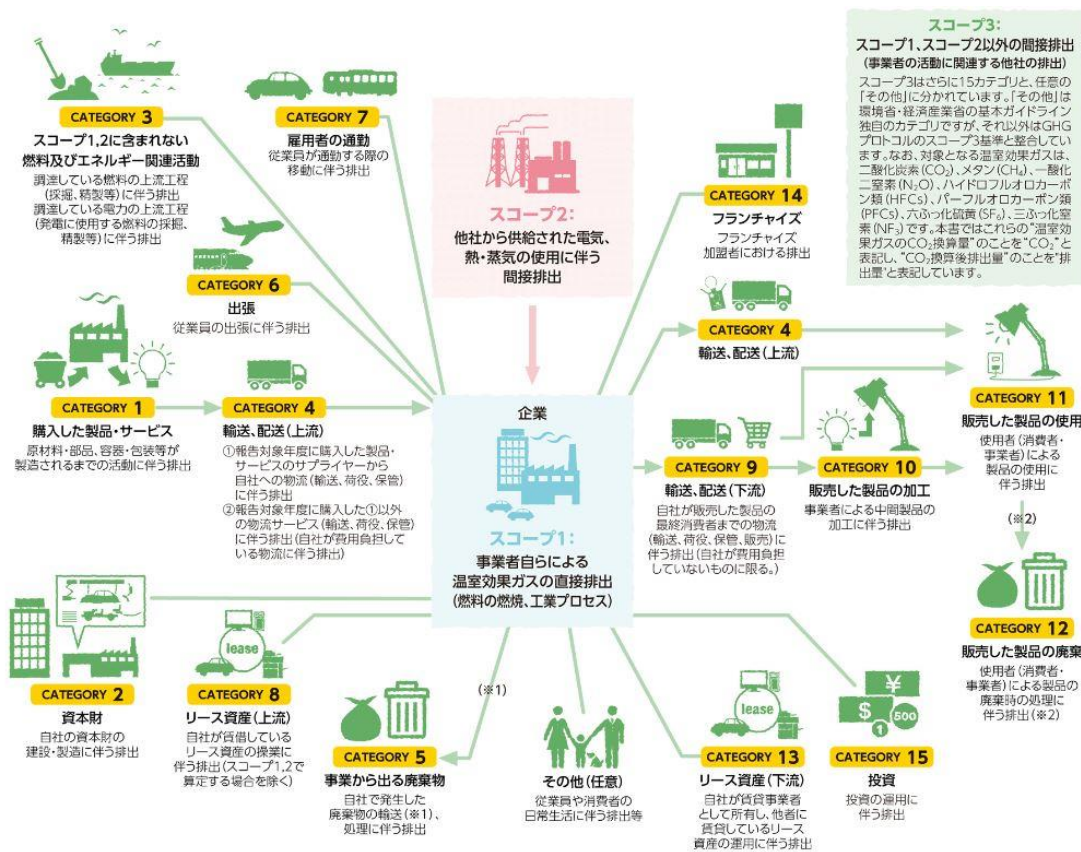 スコープ3:
スコープ1、スコープ2以外の間接排出
(事業者の活動に関連する他社の排出)
スコープ3はさらに15カテゴリと、任意の
「その他」に分かれています。「その他」は
環境省・経済産業省の基本ガイドライン
独自のカテゴリですが、それ以外はGHG
プロトコルのスコープ3基準と整合してい
ます。なお、対象となる温室効果ガスは、
二酸化炭素(CO₂)、メタン(CH₄)、一酸化
二窒素(N₂O)、ハイドロフルオロカーボ
ン類(HFCs)、パーフルオロカーボン類
(PFCs)、六ふっ化硫黄(SF₆)、三ふっ化窒
素(NF₃)です。本書ではこれらの“温室効
果ガスのCO₂換算量”のことを“CO₂”と
表記し、“CO₂換算後排出量”のことを“排
出量”と表記しています。
CATEGORY 3
スコープ1,2に含まれない
燃料及びエネルギー関連活動
調達している燃料の上流工程
(採掘、精製等)に伴う排出
調達している電力の上流工程
(発電に使用する燃料の採掘、
精製等)に伴う排出
CATEGORY 7
雇用者の通勤
従業員が通勤する際の
移動に伴う排出
スコープ2:
他社から供給された電気、
熱・蒸気の使用に伴う
間接排出
CATEGORY 14
フランチャイズ
フランチャイズ
加盟者における排出
CATEGORY 6
出張
従業員の出張に伴う排出
CATEGORY 4
輸送、配送(上流)
CATEGORY 1
購入した製品・サービス
原材料・部品、容器・包装等が
製造されるまでの活動に伴う排出
CATEGORY 4
輸送、配送(上流)
①報告対象年度に購入した製品・
サービスのサプライヤーから
自社への物流(輸送、荷役、保管)
に伴う排出
②報告対象年度に購入した①以外
の物流サービス(輸送、荷役、保管)
に伴う排出(自社が費用負担して
いる物流に伴う排出)
企業
スコープ1:
事業者自らによる
温室効果ガスの直接排出
(燃料の燃焼、工業プロセス)
CATEGORY 9
輸送、配送(下流)
自社が販売した製品の
最終消費者までの物流
(輸送、荷役、保管、販売)に
伴う排出(自社が費用負担
していないものに限る。)
CATEGORY 10
販売した製品の加工
事業者による中間製品の
加工に伴う排出
CATEGORY 11
販売した製品の使用
使用者(消費者・
事業者)による
製品の使用に
伴う排出
(※2)
CATEGORY 12
販売した製品の廃棄
使用者(消費者・
事業者)による製品の
廃棄時の処理に
伴う排出(※2)
CATEGORY 2
資本財
自社の資本財の
建設・製造に伴う排出
lease
CATEGORY 8
リース資産(上流)
自社が賃借している
リース資産の操業に
伴う排出(スコープ1,2で
算定する場合を除く)
(※1)
CATEGORY 5
事業から出る廃棄物
自社で発生した
廃棄物の輸送(※1)、
処理に伴う排出
その他(任意)
従業員や消費者の
日常生活に伴う排出等
lease
CATEGORY 13
リース資産(下流)
自社が賃貸事業者
として所有し、他者に
賃貸しているリース
資産の運用に伴う排出
¥
$
1
500
CATEGORY 15
投資
投資の運用に
伴う排出